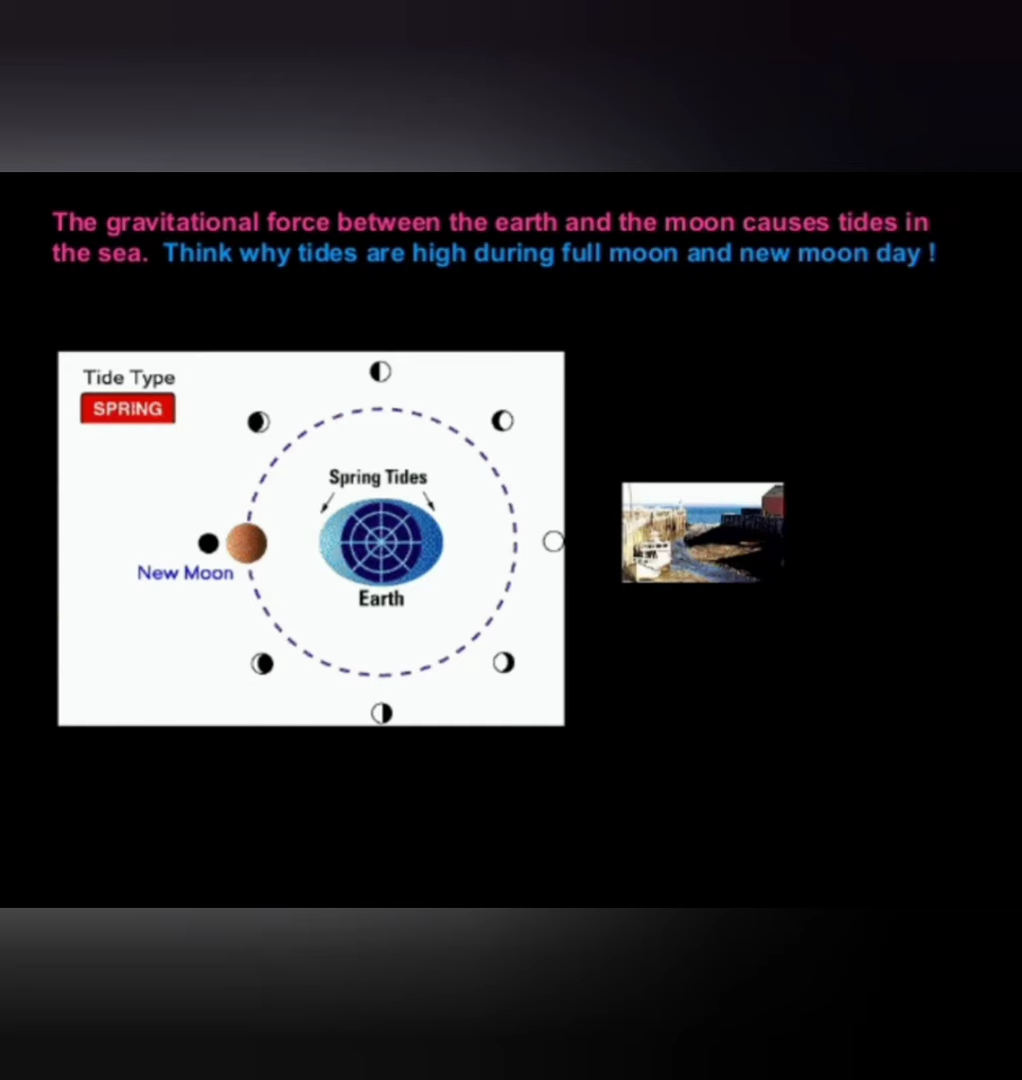 The gravitational force between the earth and the moon causes tides in
the sea. Think why tides are high during full moon and new moon day !
Tide Type
SPRING
Spring Tides
New Moon
Earth